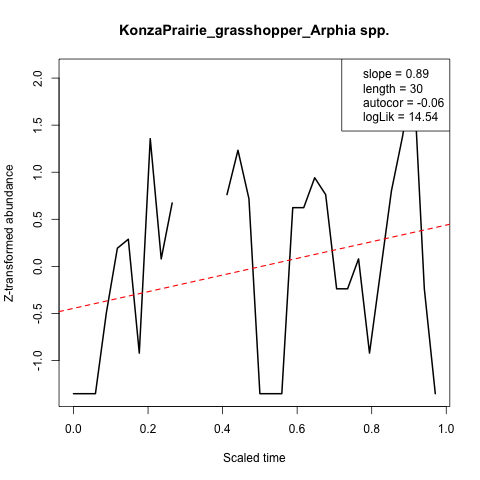 KonzaPrairie_grasshopper_Arphia spp.
slope = 0.89
length = 30
autocor = -0.06
logLik = 14.54
Z-transformed abundance
2.0
1.5
1.0
0.5
0.0
-0.5
-1.0
0.0 0.2 0.4 0.6 0.8 1.0
Scaled time